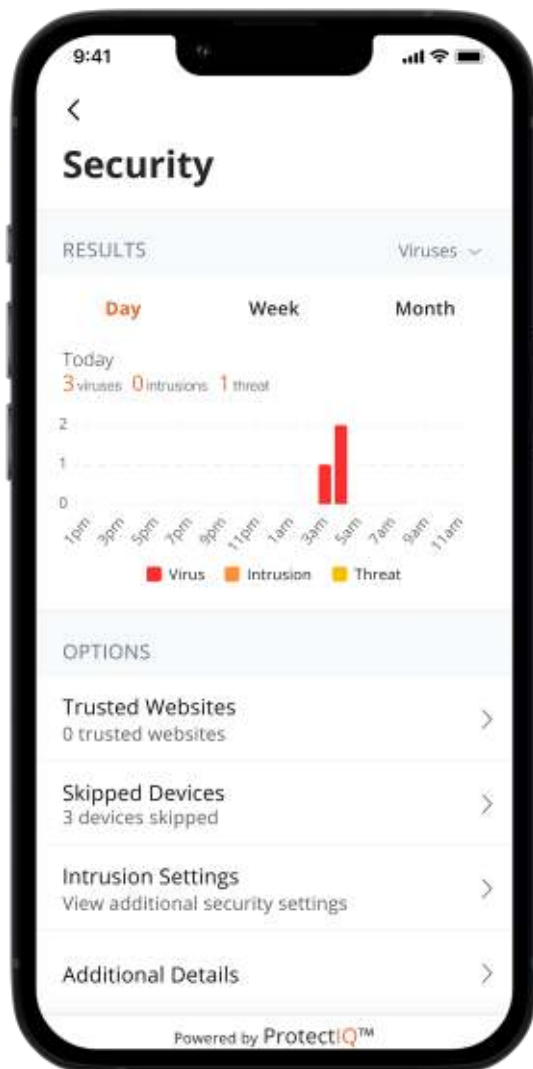 9:41
Security
RESULTS
Viruses
Day Week Month
Today
3 viruses 0 intrusions 1 threat
2
1
0
1pm 3pm 5pm 7pm 9pm 11pm 1am 3am 5am 7am 9am 11am
Virus Intrusion Threat
OPTIONS
Trusted Websites
0 trusted websites
Skipped Devices
3 devices skipped
Intrusion Settings
View additional security settings
Additional Details
Powered by ProtectIQ™